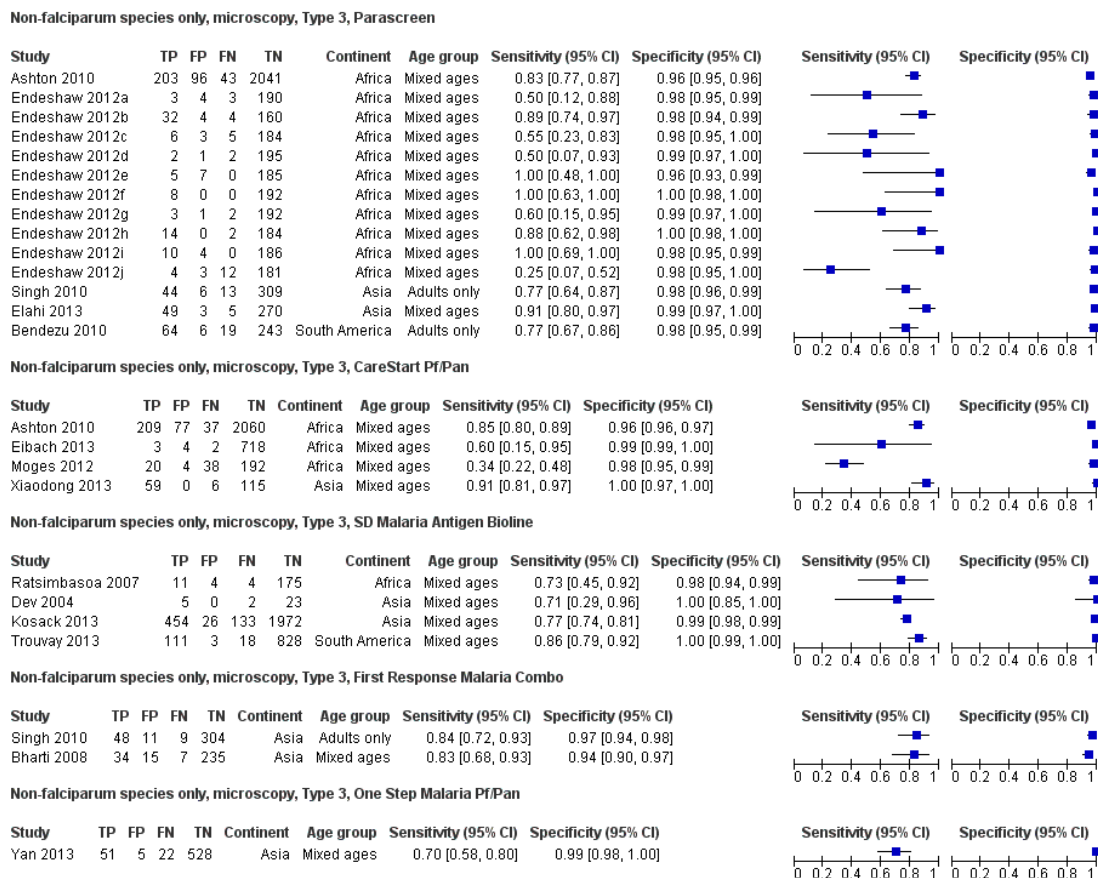 Non-falciparum species only, microscopy, Type 3, Parascreen
Study TP FP FN TN Continent Age group Sensitivity (95% CI) Specificity (95% CI) Sensitivity (95% CI) Specificity (95% CI)
Ashton 2010 203 96 43 2041 Africa Mixed ages 0.83 [0.77, 0.87] 0.96 [0.95, 0.96]
Endeshaw 2012a 3 4 3 190 Africa Mixed ages 0.50 [0.12, 0.88] 0.98 [0.95, 0.99]
Endeshaw 2012b 32 4 4 160 Africa Mixed ages 0.89 [0.74, 0.97] 0.98 [0.94, 0.99]
Endeshaw 2012c 6 3 5 184 Africa Mixed ages 0.55 [0.23, 0.83] 0.98 [0.95, 1.00]
Endeshaw 2012d 2 1 2 195 Africa Mixed ages 0.50 [0.07, 0.93] 0.99 [0.97, 1.00]
Endeshaw 2012e 5 7 0 185 Africa Mixed ages 1.00 [0.48, 1.00] 0.96 [0.93, 0.99]
Endeshaw 2012f 8 0 0 192 Africa Mixed ages 1.00 [0.63, 1.00] 1.00 [0.98, 1.00]
Endeshaw 2012g 3 1 2 192 Africa Mixed ages 0.60 [0.15, 0.95] 0.99 [0.97, 1.00]
Endeshaw 2012h 14 0 2 184 Africa Mixed ages 0.88 [0.62, 0.98] 1.00 [0.98, 1.00]
Endeshaw 2012i 10 4 0 186 Africa Mixed ages 1.00 [0.69, 1.00] 0.98 [0.95, 0.99]
Endeshaw 2012j 4 3 12 181 Africa Mixed ages 0.25 [0.07, 0.52] 0.98 [0.95, 1.00]
Singh 2010 44 6 13 309 Asia Adults only 0.77 [0.64, 0.87] 0.98 [0.96, 0.99]
Elahi 2013 49 3 5 270 Asia Mixed ages 0.91 [0.80, 0.97] 0.99 [0.97, 1.00]
Bendezu 2010 64 6 19 243 South America Adults only 0.77 [0.67, 0.86] 0.98 [0.95, 0.99]
0 0.2 0.4 0.6 0.8 1 0 0.2 0.4 0.6 0.8 1
Non-falciparum species only, microscopy, Type 3, CareStart Pf/Pan
Study TP FP FN TN Continent Age group Sensitivity (95% CI) Specificity (95% CI) Sensitivity (95% CI) Specificity (95% CI)
Ashton 2010 209 77 37 2060 Africa Mixed ages 0.85 [0.80, 0.89] 0.96 [0.96, 0.97]
Eibach 2013 3 4 2 718 Africa Mixed ages 0.60 [0.15, 0.95] 0.99 [0.99, 1.00]
Moges 2012 20 4 38 192 Africa Mixed ages 0.34 [0.22, 0.48] 0.98 [0.95, 0.99]
Xiaodong 2013 59 0 6 115 Asia Mixed ages 0.91 [0.81, 0.97] 1.00 [0.97, 1.00]
0 0.2 0.4 0.6 0.8 1 0 0.2 0.4 0.6 0.8 1
Non-falciparum species only, microscopy, Type 3, SD Malaria Antigen Bioline
Study TP FP FN TN Continent Age group Sensitivity (95% CI) Specificity (95% CI) Sensitivity (95% CI) Specificity (95% CI)
Ratsimbasoa 2007 11 4 4 175 Africa Mixed ages 0.73 [0.45, 0.92] 0.98 [0.94, 0.99]
Dev 2004 5 0 2 23 Asia Mixed ages 0.71 [0.29, 0.96] 1.00 [0.85, 1.00]
Kosack 2013 454 26 133 1972 Asia Mixed ages 0.77 [0.74, 0.81] 0.99 [0.98, 0.99]
Trouvay 2013 111 3 18 828 South America Mixed ages 0.86 [0.79, 0.92] 1.00 [0.99, 1.00]
0 0.2 0.4 0.6 0.8 1 0 0.2 0.4 0.6 0.8 1
Non-falciparum species only, microscopy, Type 3, First Response Malaria Combo
Study TP FP FN TN Continent Age group Sensitivity (95% CI) Specificity (95% CI) Sensitivity (95% CI) Specificity (95% CI)
Singh 2010 48 11 9 304 Asia Adults only 0.84 [0.72, 0.93] 0.97 [0.94, 0.98]
Bharti 2008 34 15 7 235 Asia Mixed ages 0.83 [0.68, 0.93] 0.94 [0.90, 0.97]
0 0.2 0.4 0.6 0.8 1 0 0.2 0.4 0.6 0.8 1
Non-falciparum species only, microscopy, Type 3, One Step Malaria Pf/Pan
Study TP FP FN TN Continent Age group Sensitivity (95% CI) Specificity (95% CI) Sensitivity (95% CI) Specificity (95% CI)
Yan 2013 51 5 22 528 Asia Mixed ages 0.70 [0.58, 0.80] 0.99 [0.98, 1.00]
0 0.2 0.4 0.6 0.8 1 0 0.2 0.4 0.6 0.8 1